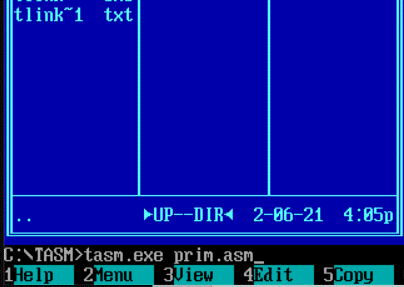 tlink~1 txt
.. ►UP--DIR◄ 2-06-21 4:05p
C:\TASM>tasm.exe prim.asm_
1Help 2Menu 3View 4Edit 5Copy